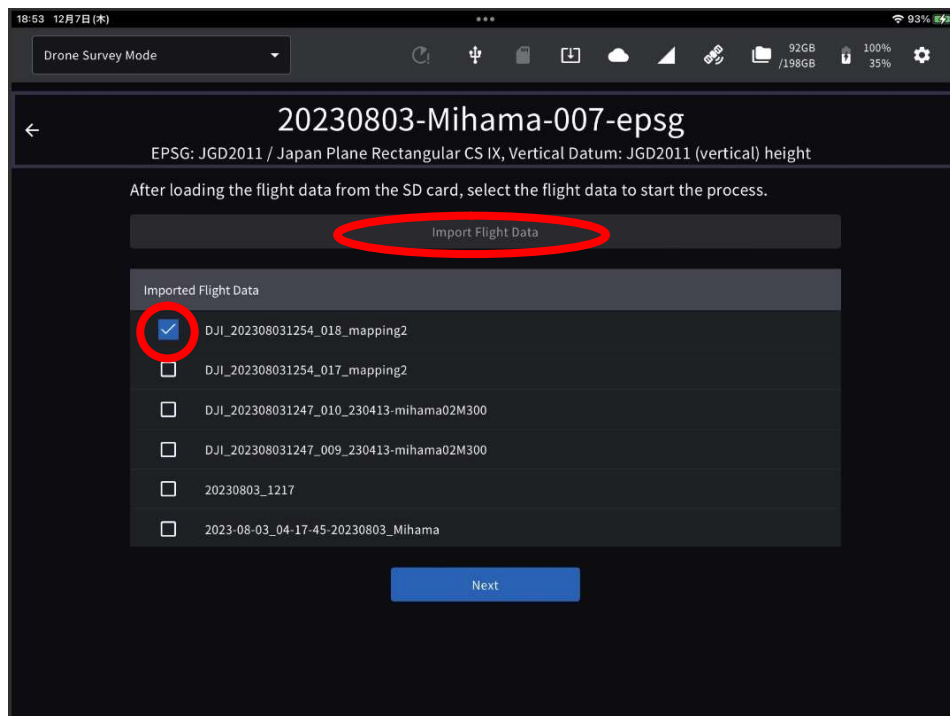 18:53 12月7日(木)
93%
Drone Survey Mode
92GB
/198GB
100%
35%
20230803-Mihama-007-epsg
EPSG: JGD2011 / Japan Plane Rectangular CS IX, Vertical Datum: JGD2011 (vertical) height
After loading the flight data from the SD card, select the flight data to start the process.
Import Flight Data
Imported Flight Data
DJI_202308031254_018_mapping2
DJI_202308031254_017_mapping2
DJI_202308031247_010_230413-mihama02M300
DJI_202308031247_009_230413-mihama02M300
20230803_1217
2023-08-03_04-17-45-20230803_Mihama
Next